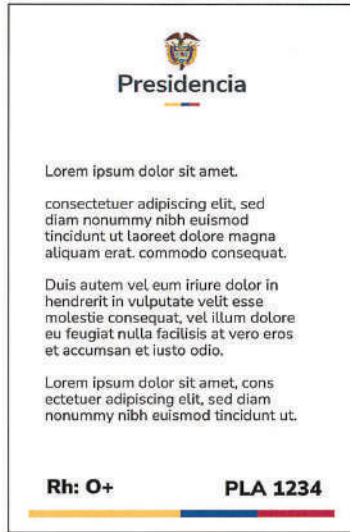 Presidencia
Lorem ipsum dolor sit amet.
consectetuer adipiscing elit, sed
diam nonummy nibh euismod
tincidunt ut laoreet dolore magna
aliquam erat. commodo consequat.
Duis autem vel eum iriure dolor in
hendrerit in vulputate velit esse
molestie consequat, vel illum dolore
eu feugiat nulla facilisis at vero eros
et accumsan et iusto odio.
Lorem ipsum dolor sit amet, cons
ectetuer adipiscing elit, sed diam
nonummy nibh euismod tincidunt ut.
Rh: O+ PLA 1234